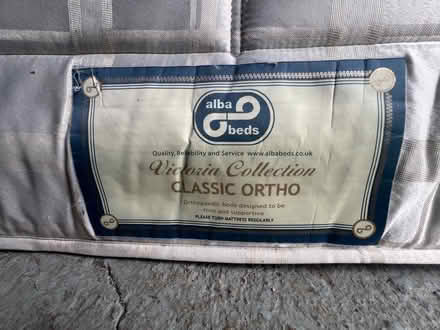 alba
beds
Quality, Reliability and Service www.albabeds.co.uk
Victoria Collection
CLASSIC ORTHO
Orthopaedic beds designed to be
firm and supportive
PLEASE TURN MATTRESS REGULARLY